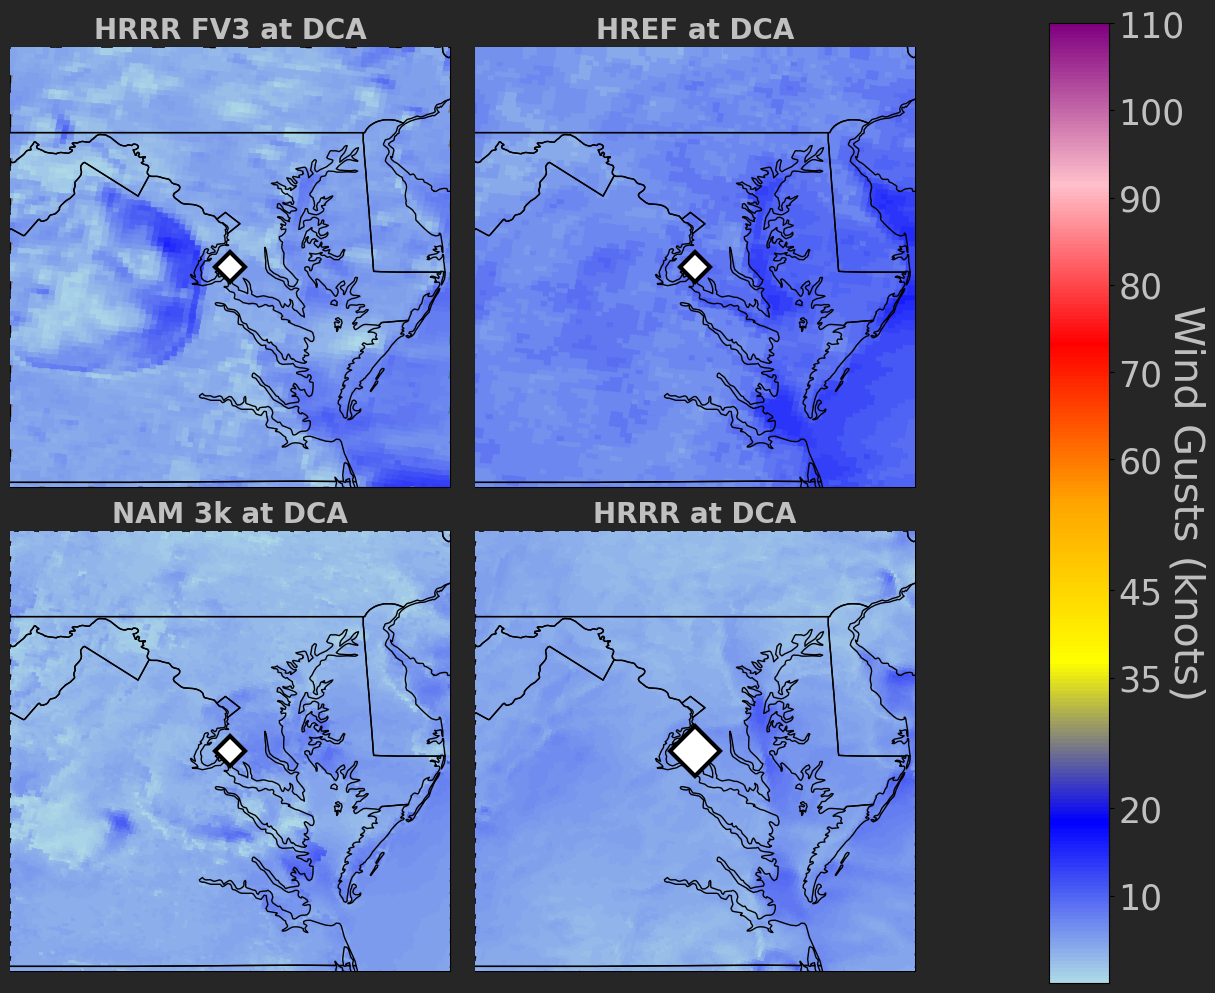 HRRR FV3 at DCA
HREF at DCA
NAM 3k at DCA
HRRR at DCA
110
100
90
80
70
60
45
35
20
10
Wind Gusts (knots)